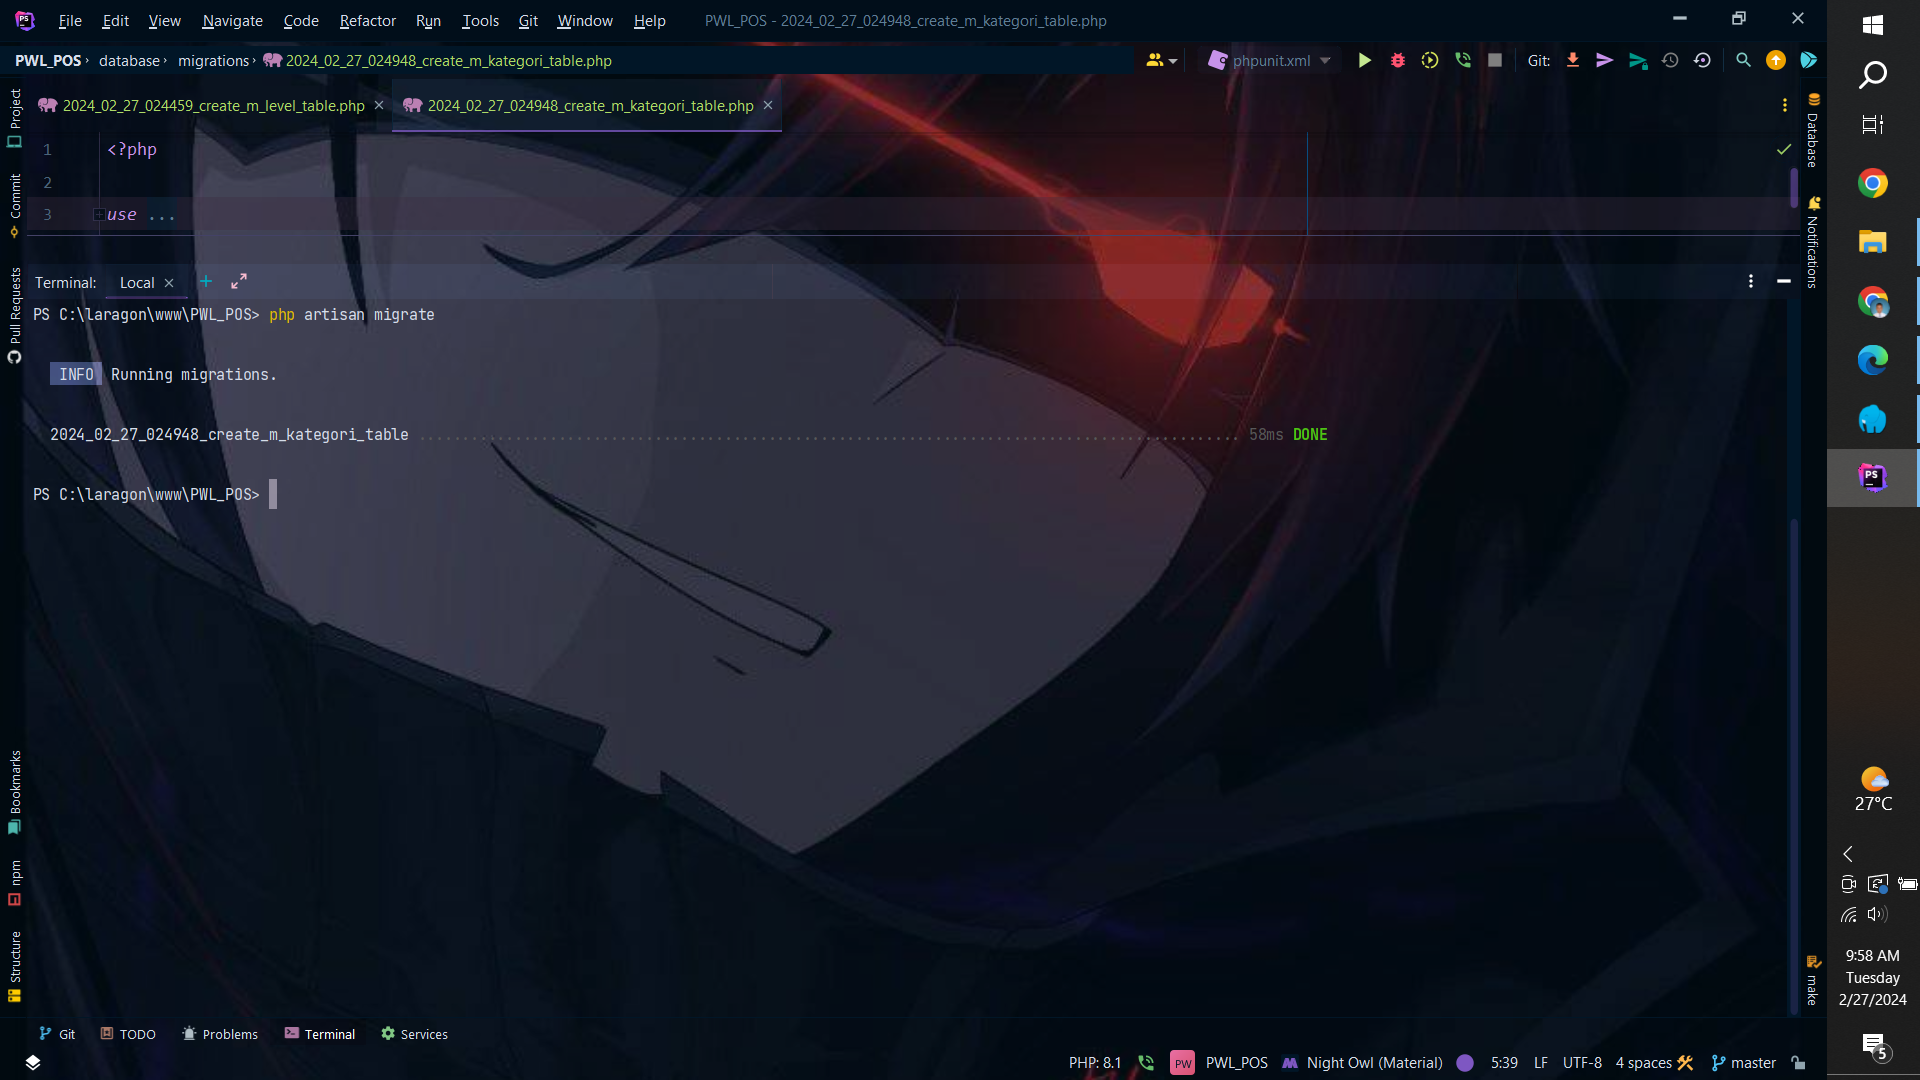 File Edit View Navigate Code Refactor Run Tools Git Window Help PWL_POS - 2024_02_27_024948_create_m_kategori_table.php
PWL_POS › database › migrations › 2024_02_27_024948_create_m_kategori_table.php
phpunit.xml
Git:
2024_02_27_024459_create_m_level_table.php
2024_02_27_024948_create_m_kategori_table.php
1 <?php
2
3 use ...
Terminal: Local
PS C:\laragon\www\PWL_POS> php artisan migrate
INFO Running migrations.
2024_02_27_024948_create_m_kategori_table ............................................................................................. 58ms DONE
PS C:\laragon\www\PWL_POS>
Project
Commit
Pull Requests
Bookmarks
npm
Structure
Database
Notifications
make
Git TODO Problems Terminal Services
PHP: 8.1 PW PWL_POS Night Owl (Material) 5:39 LF UTF-8 4 spaces master
PS
27°C
9:58 AM
Tuesday
2/27/2024
5